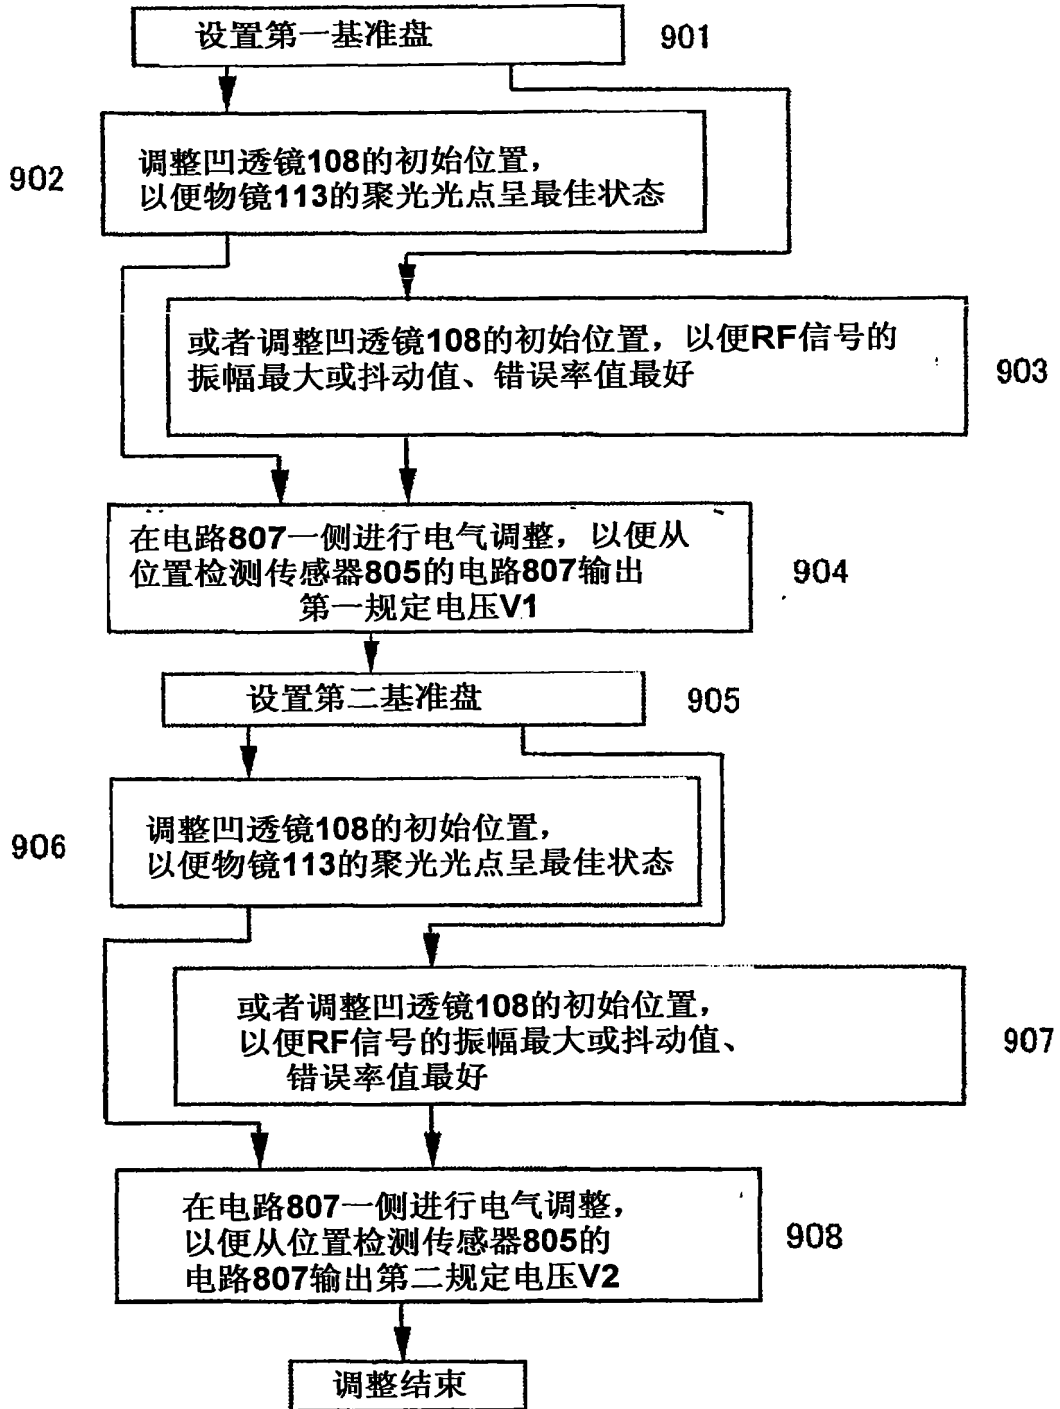 设置第一基准盘
901
902
调整凹透镜108的初始位置，
以便物镜113的聚光光点呈最佳状态
或者调整凹透镜108的初始位置，以便RF信号的
振幅最大或抖动值、错误率值最好
903
在电路807一侧进行电气调整，以便从
位置检测传感器805的电路807输出
第一规定电压V1
904
设置第二基准盘
905
906
调整凹透镜108的初始位置，
以便物镜113的聚光光点呈最佳状态
或者调整凹透镜108的初始位置，
以便RF信号的振幅最大或抖动值、
错误率值最好
907
在电路807一侧进行电气调整，
以便从位置检测传感器805的
电路807输出第二规定电压V2
908
调整结束